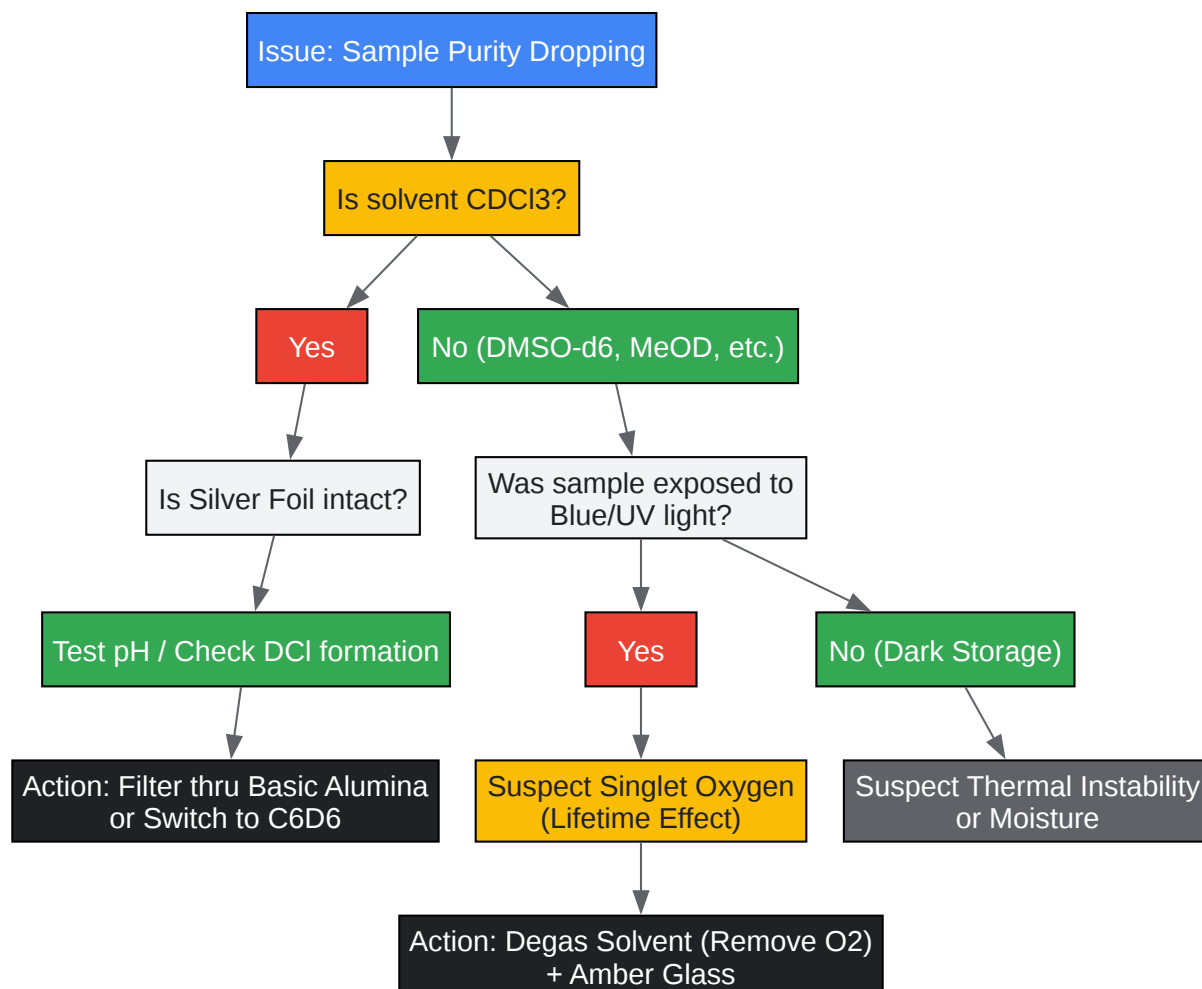 Issue: Sample Purity Dropping
Is solvent CDCl3?
Yes
No (DMSO-d6, MeOD, etc.)
Is Silver Foil intact?
Was sample exposed to
Blue/UV light?
Test pH / Check DCl formation
Yes
No (Dark Storage)
Action: Filter thru Basic Alumina
or Switch to C6D6
Suspect Singlet Oxygen
(Lifetime Effect)
Suspect Thermal Instability
or Moisture
Action: Degas Solvent (Remove O2)
+ Amber Glass